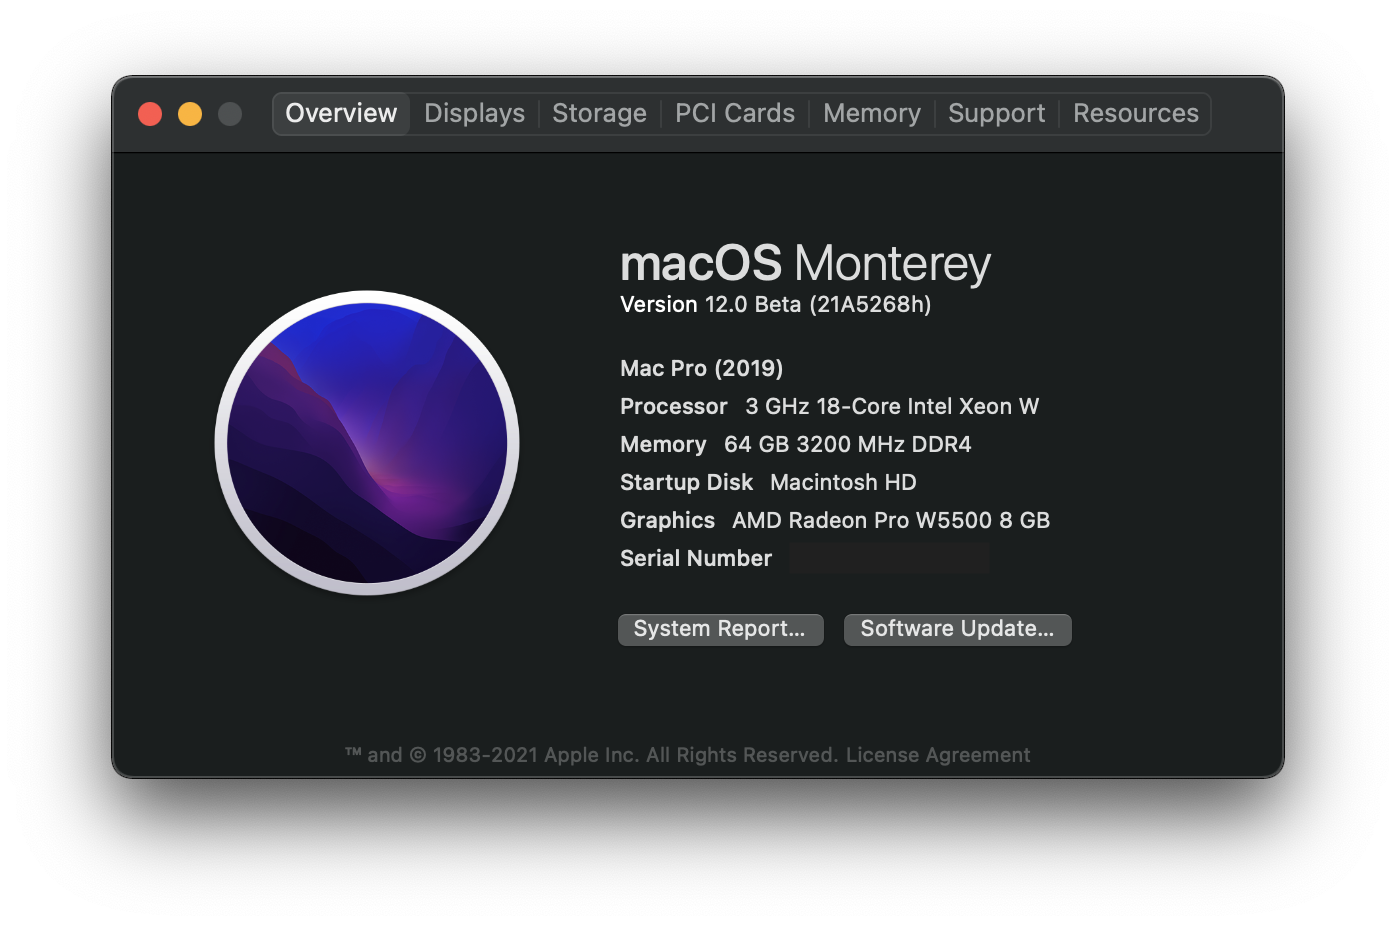 Overview Displays Storage PCI Cards Memory Support Resources
macOS Monterey
Version 12.0 Beta (21A5268h)
Mac Pro (2019)
Processor 3 GHz 18-Core Intel Xeon W
Memory 64 GB 3200 MHz DDR4
Startup Disk Macintosh HD
Graphics AMD Radeon Pro W5500 8 GB
Serial Number
System Report... Software Update...
™ and © 1983-2021 Apple Inc. All Rights Reserved. License Agreement